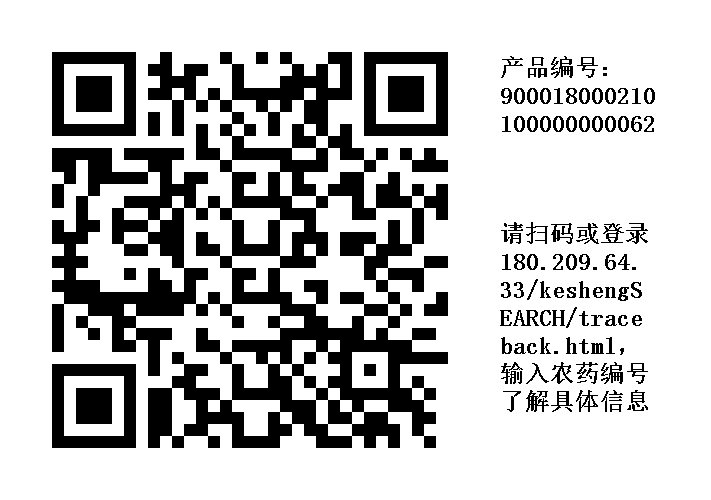 产品编号：
900018000210
100000000062
请扫码或登录
180.209.64.
33/keshengS
EARCH/trace
back.html，
输入农药编号
了解具体信息